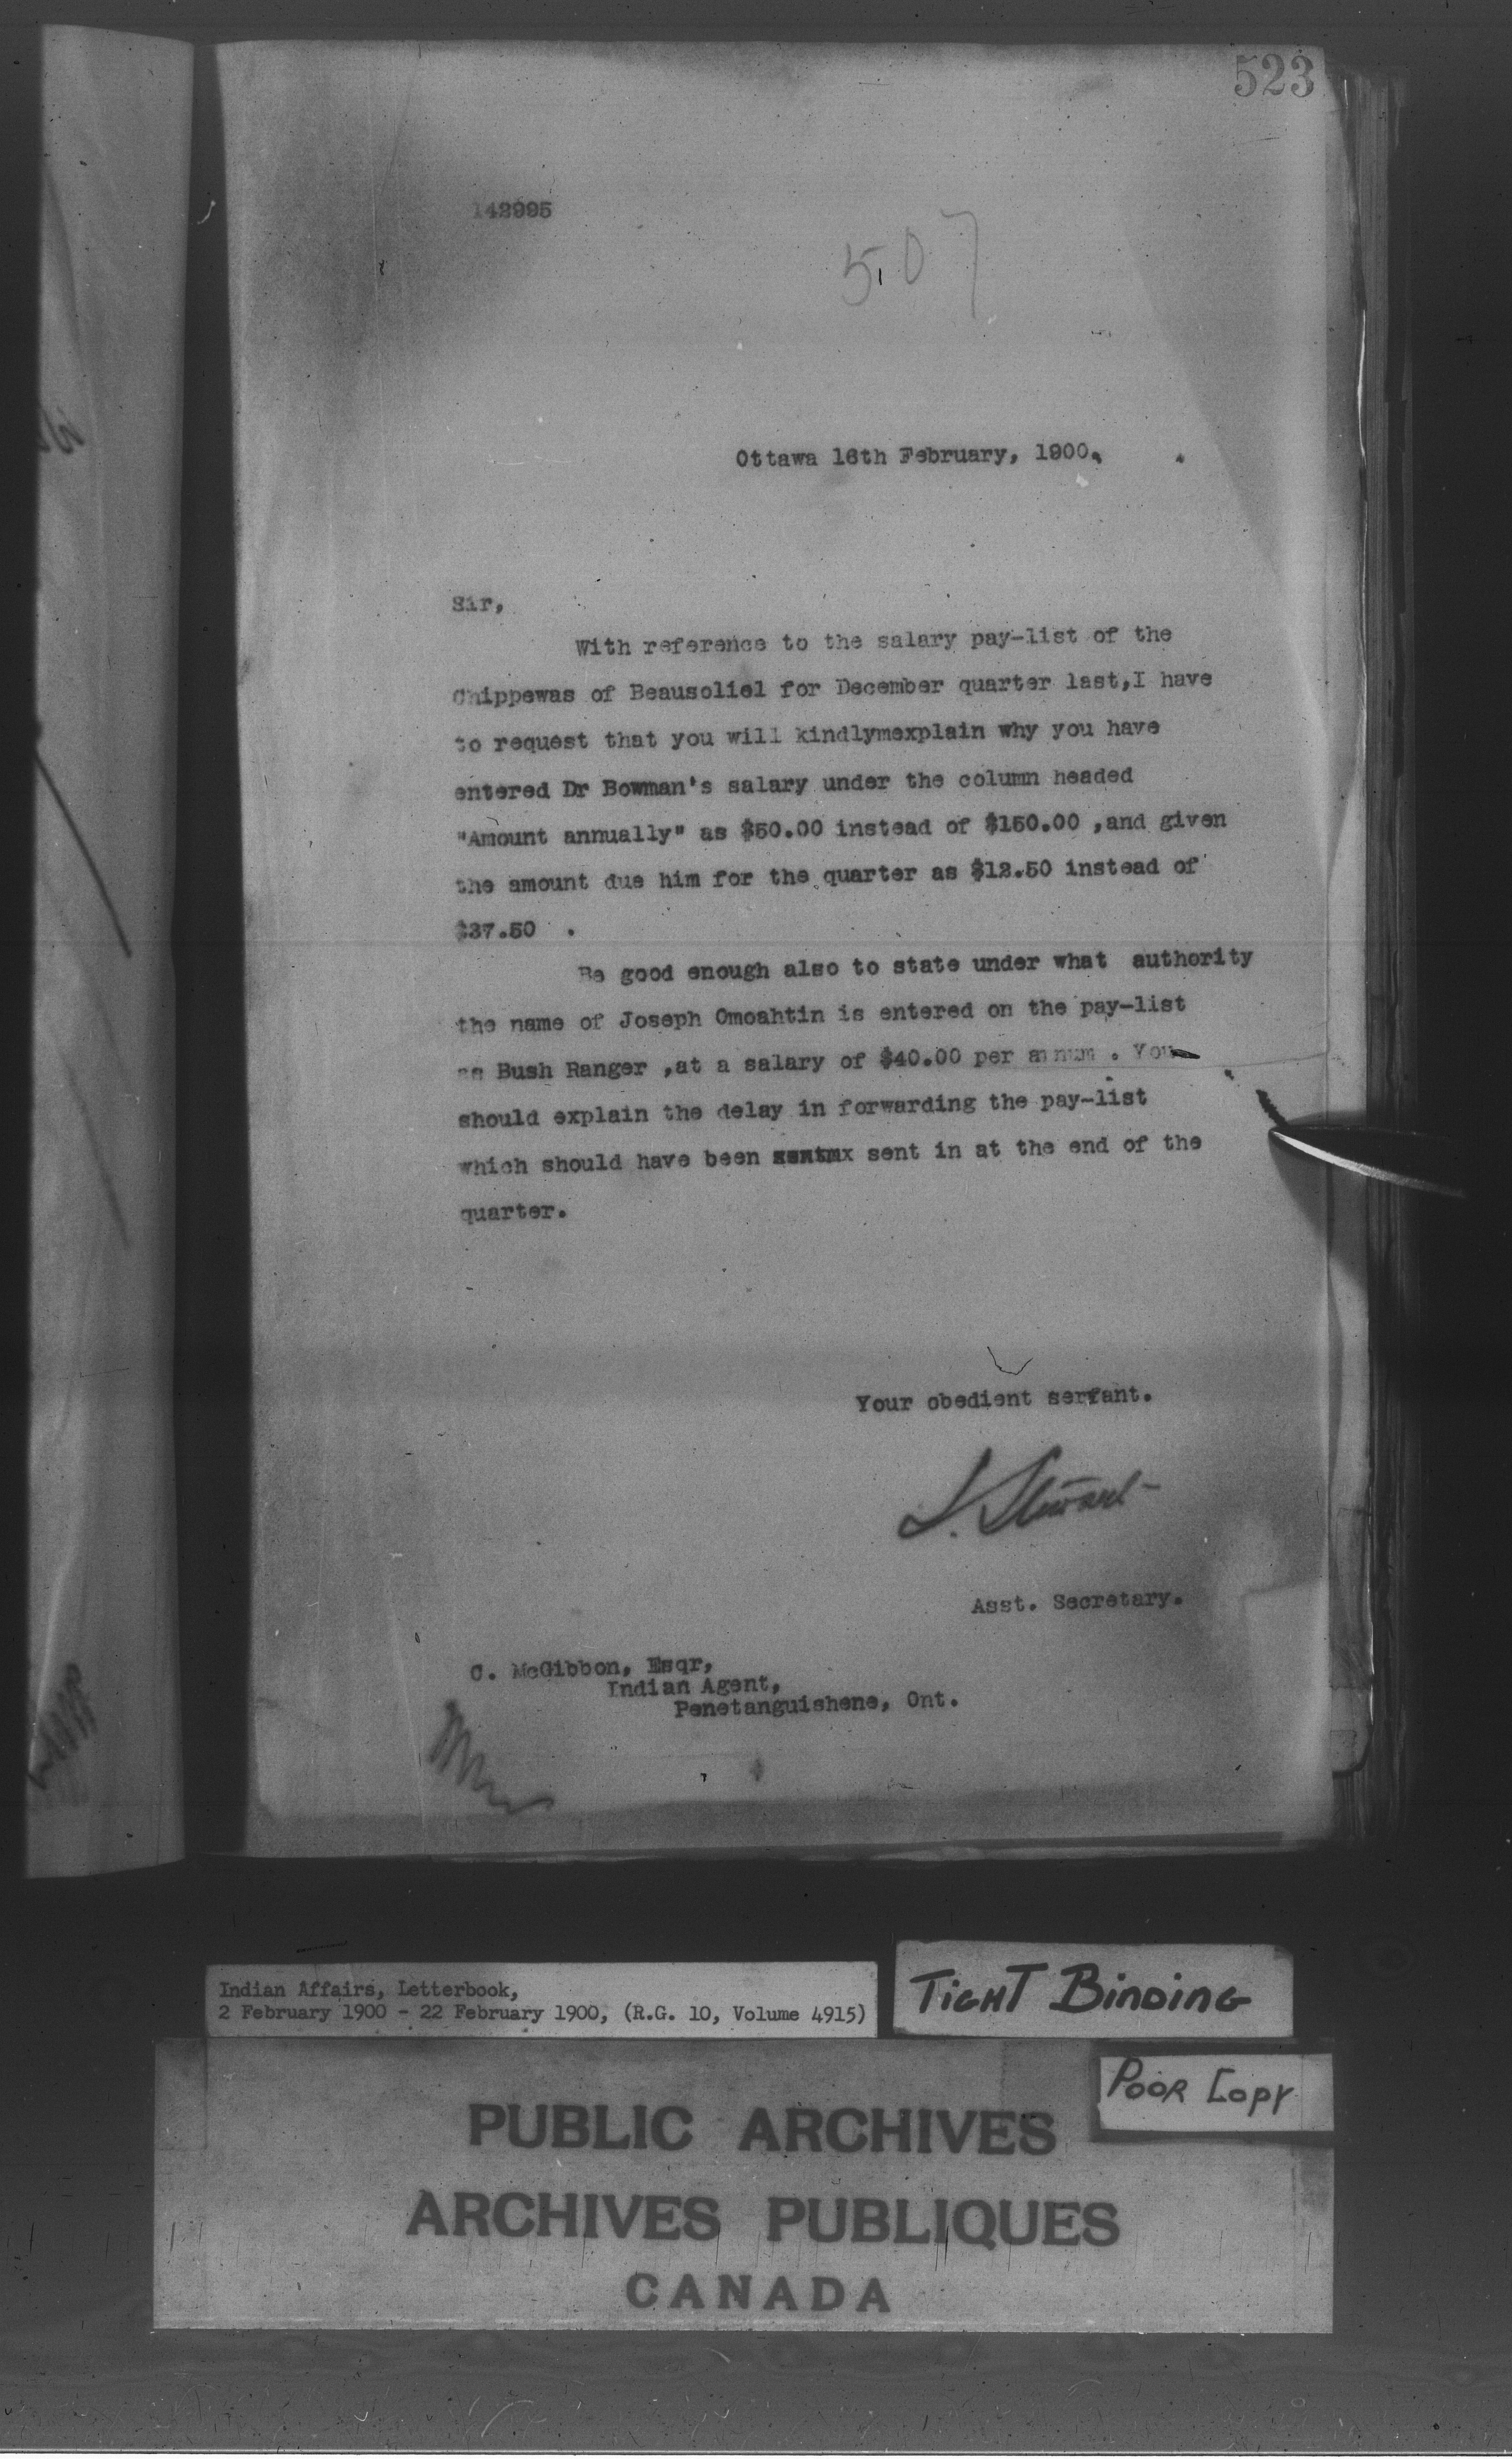 523
142995
507
Ottawa 16th February, 1900.
Sir,
With reference to the salary pay-list of the
Chippewas of Beausoliel for December quarter last,I have
to request that you will kindlymexplain why you have
entered Dr Bowman's salary under the column headed
"Amount annually" as $50.00 instead of $150.00 ,and given
the amount due him for the quarter as $12.50 instead of
$37.50 .
Be good enough also to state under what authority
the name of Joseph Omoahtin is entered on the pay-list
as Bush Ranger ,at a salary of $40.00 per annum . You
should explain the delay in forwarding the pay-list
which should have been sent in at the end of the
quarter.
Your obedient servant.
S. Stewart
Asst. Secretary.
C. McGibbon, Esqr,
Indian Agent,
Penetanguishene, Ont.
Indian Affairs, Letterbook,
2 February 1900 - 22 February 1900, (R.G. 10, Volume 4915)
TIGHT BINDING
POOR COPY
PUBLIC ARCHIVES
ARCHIVES PUBLIQUES
CANADA